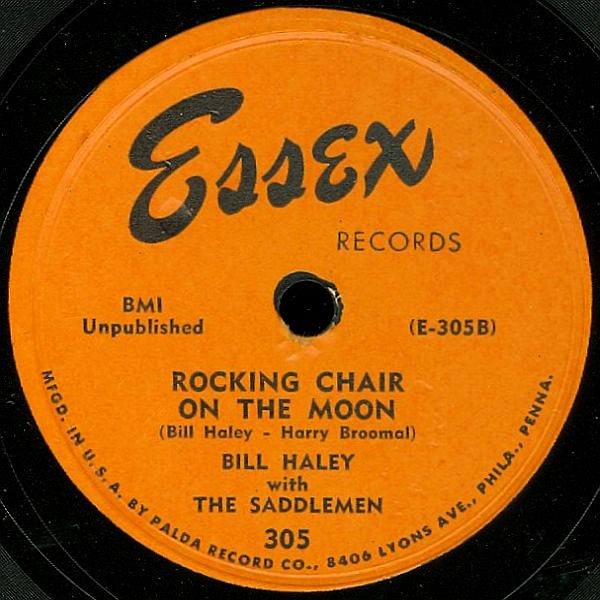 Essex
RECORDS
BMI
Unpublished
(E-305B)
ROCKING CHAIR
ON THE MOON
(Bill Haley - Harry Broomal)
BILL HALEY
with
THE SADDLEMEN
305
MFGD. IN U.S.A. BY PALDA RECORD CO., 8406 LYONS AVE., PHILA., PENNA.